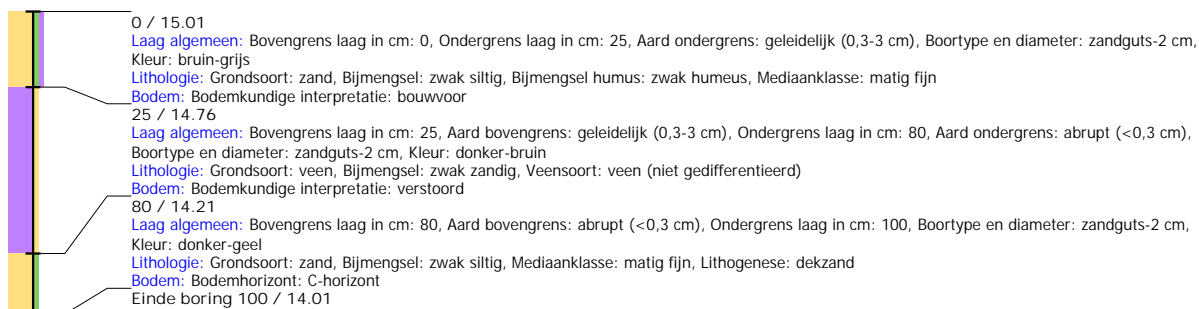 0 / 15.01
Laag algemeen: Bovengrens laag in cm: 0, Ondergrens laag in cm: 25, Aard ondergrens: geleidelijk (0,3-3 cm), Boortype en diameter: zandguts-2 cm,
Kleur: bruin-grijs
Lithologie: Grondsoort: zand, Bijmengsel: zwak siltig, Bijmengsel humus: zwak humeus, Mediaanklasse: matig fijn
Bodem: Bodemkundige interpretatie: bouwvoor
25 / 14.76
Laag algemeen: Bovengrens laag in cm: 25, Aard bovengrens: geleidelijk (0,3-3 cm), Ondergrens laag in cm: 80, Aard ondergrens: abrupt (<0,3 cm),
Boortype en diameter: zandguts-2 cm, Kleur: donker-bruin
Lithologie: Grondsoort: veen, Bijmengsel: zwak zandig, Veensoort: veen (niet gedifferentieerd)
Bodem: Bodemkundige interpretatie: verstoord
80 / 14.21
Laag algemeen: Bovengrens laag in cm: 80, Aard bovengrens: abrupt (<0,3 cm), Ondergrens laag in cm: 100, Boortype en diameter: zandguts-2 cm,
Kleur: donker-geel
Lithologie: Grondsoort: zand, Bijmengsel: zwak siltig, Mediaanklasse: matig fijn, Lithogenese: dekzand
Bodem: Bodemhorizont: C-horizont
Einde boring 100 / 14.01